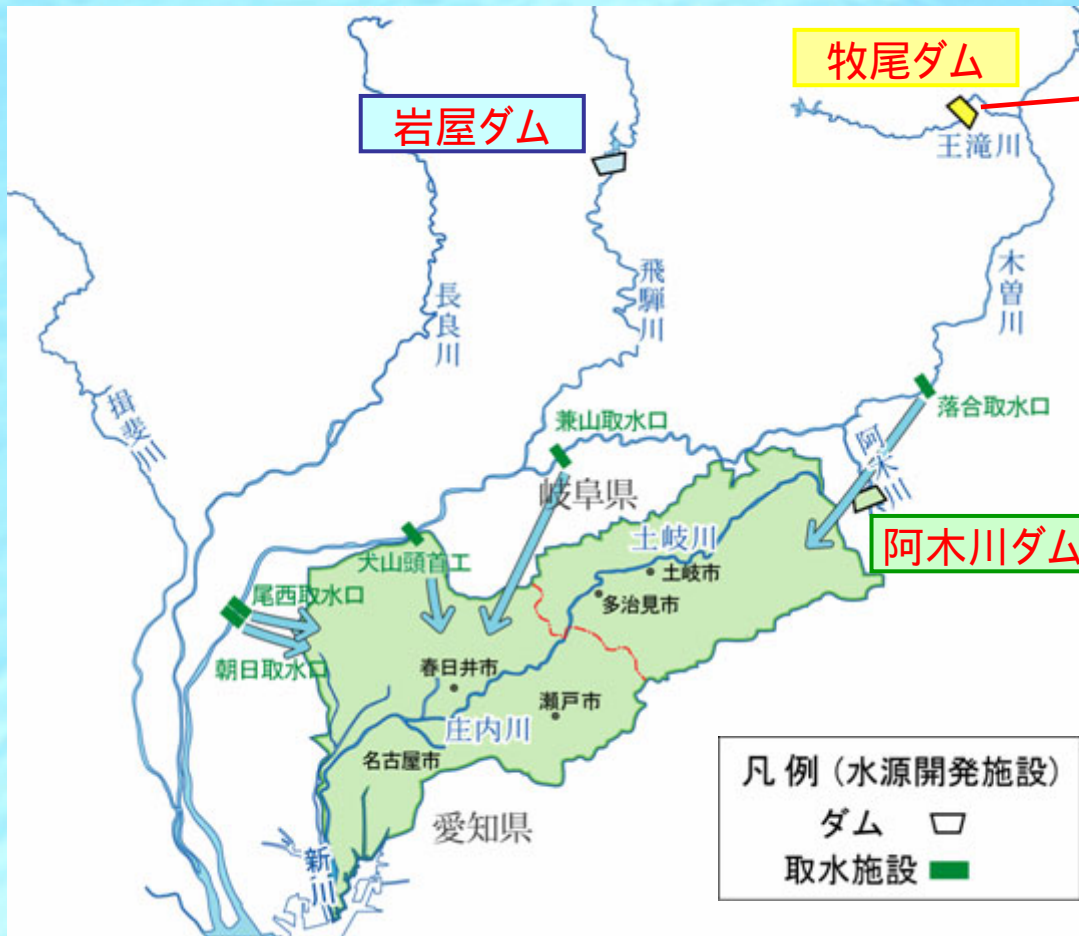 牧尾ダム
岩屋ダム
王滝川
木曽川
飛騨川
長良川
揖斐川
落合取水口
兼山取水口
阿木川
岐阜県
阿木川ダム
土岐川
犬山頭首工
土岐市
多治見市
尾西取水口
朝日取水口
春日井市
瀬戸市
庄内川
名古屋市
愛知県
新川
凡例(水源開発施設)
ダム
取水施設